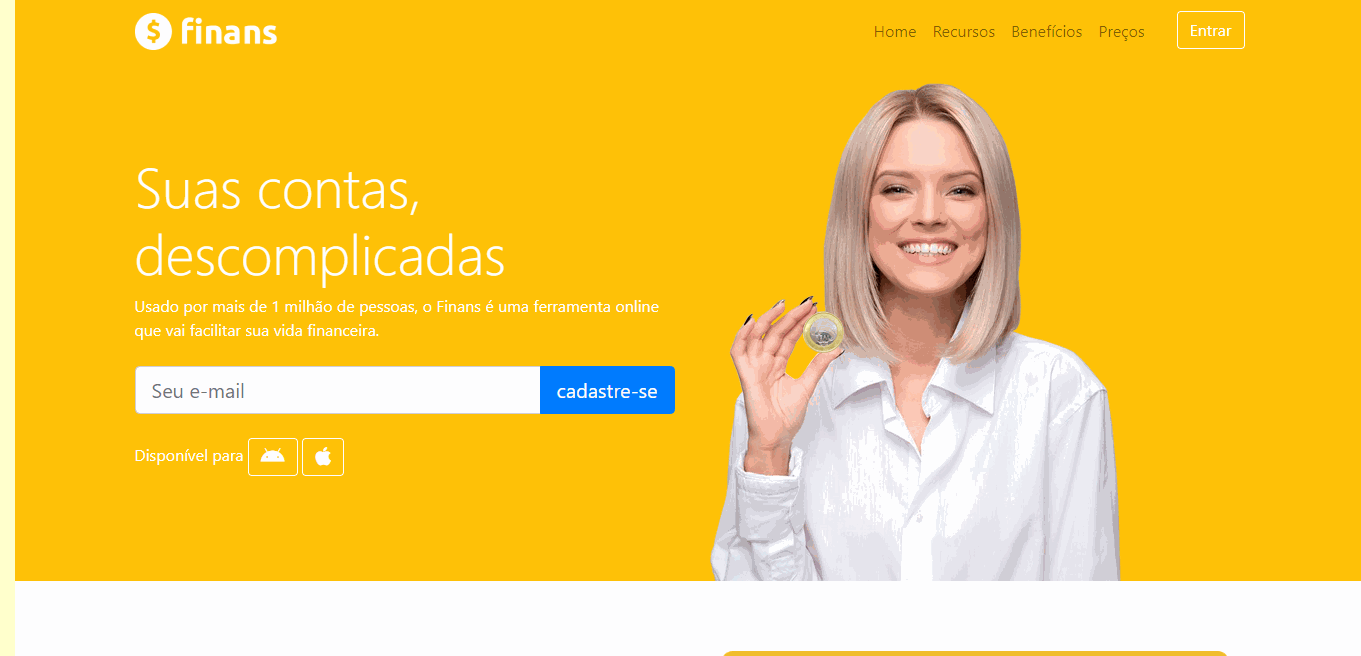 finans
Home Recursos Benefícios Preços Entrar
Suas contas,
descomplicadas
Usado por mais de 1 milhão de pessoas, o Finans é uma ferramenta online
que vai facilitar sua vida financeira.
Seu e-mail cadastre-se
Disponível para